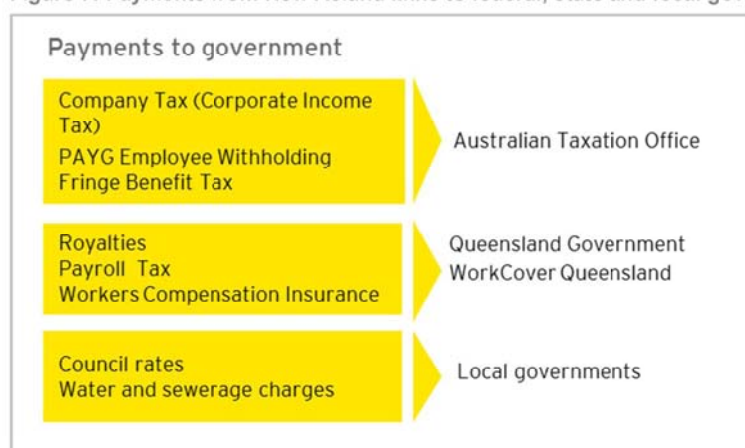 Payments to government
Company Tax (Corporate Income
Tax)
PAYG Employee Withholding
Fringe Benefit Tax
Australian Taxation Office
Royalties
Payroll Tax
Workers Compensation Insurance
Queensland Government
WorkCover Queensland
Council rates
Water and sewerage charges
Local governments